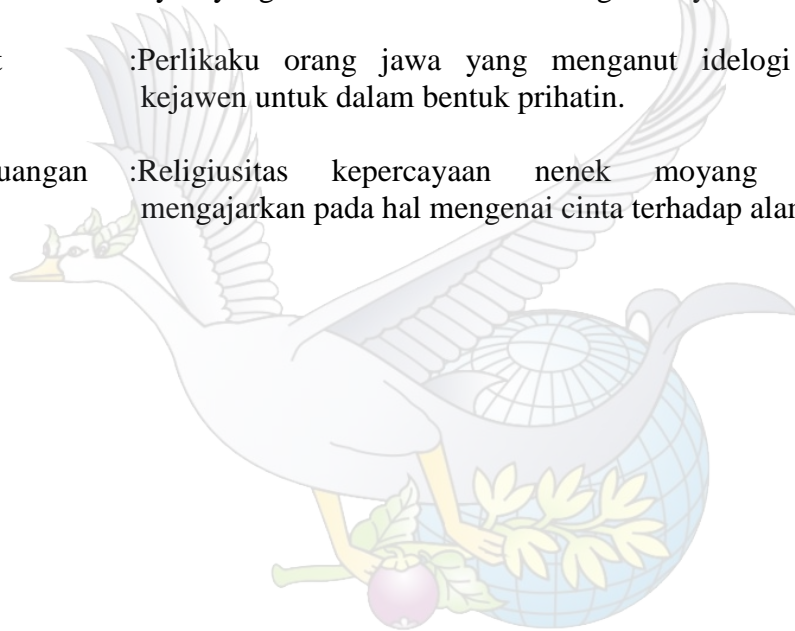 t :Perlikaku orang jawa yang menganut idelogi
kejawen untuk dalam bentuk prihatin.
uangan :Religiusitas kepercayaan nenek moyang
mengajarkan pada hal mengenai cinta terhadap